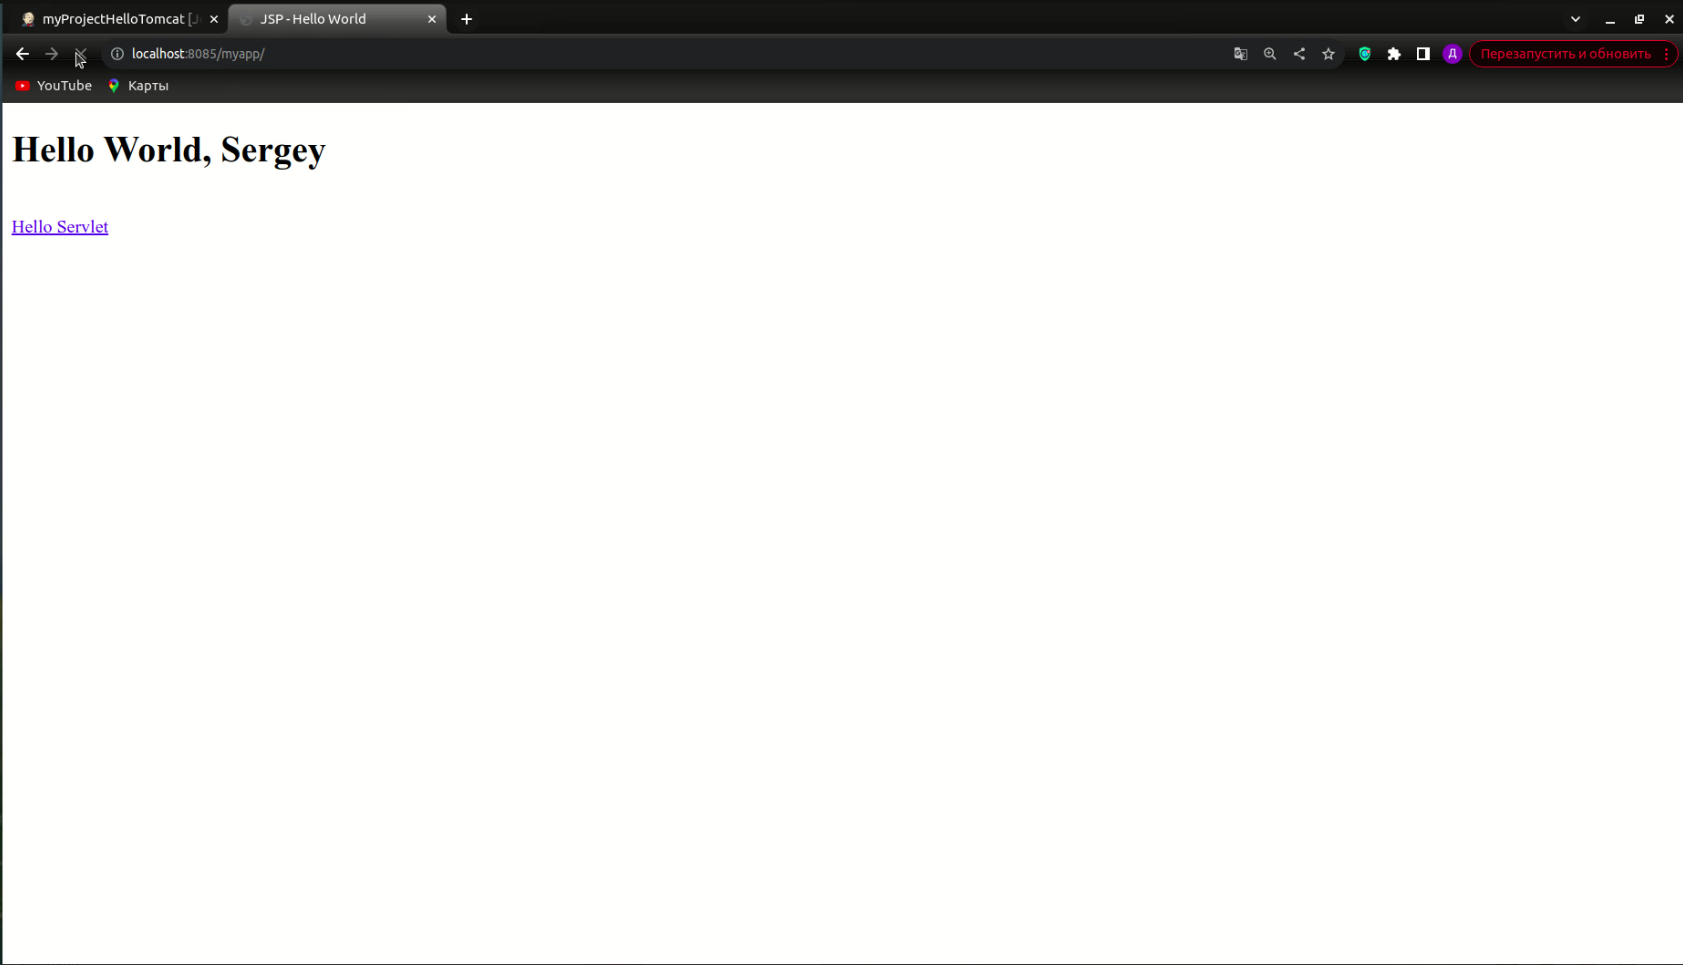 myProjectHelloTomcat [J
JSP - Hello World
localhost:8085/myapp/
Перезапустить и обновить
YouTube
Карты
Hello World, Sergey
Hello Servlet